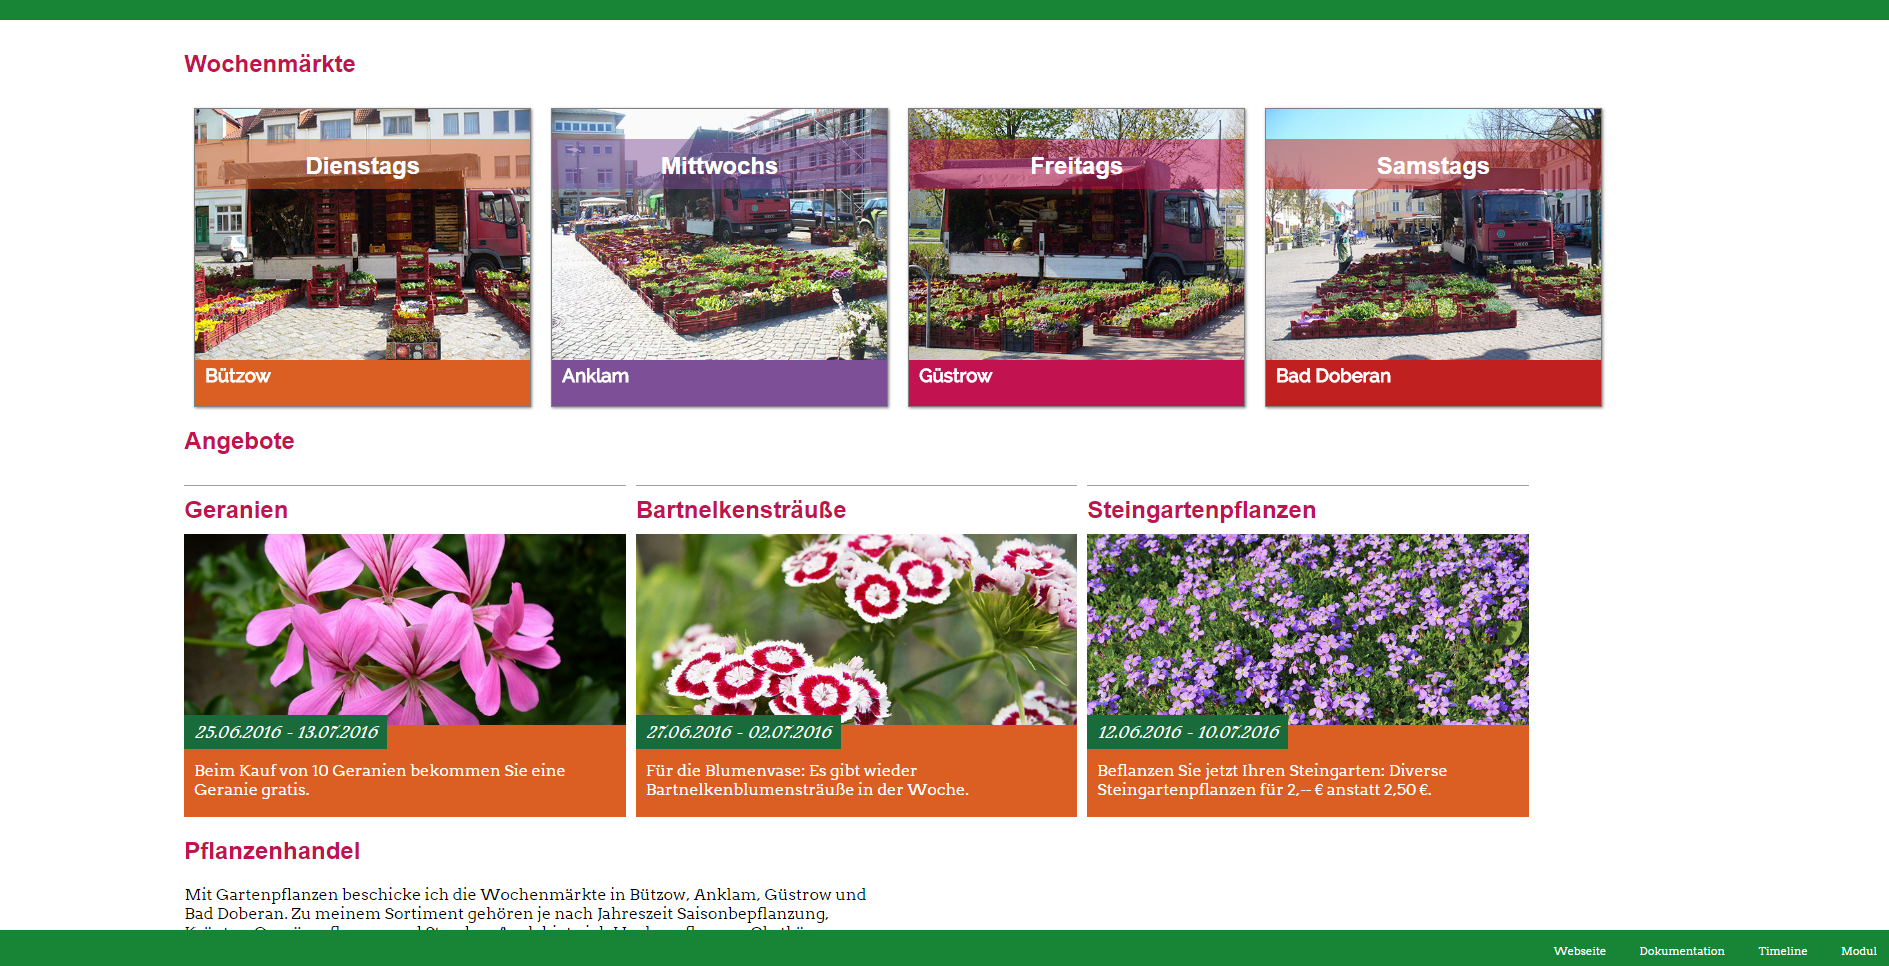 Wochenmärkte
Dienstags
Mittwochs
Freitags
Samstags
Bützow
Anklam
Güstrow
Bad Doberan
Angebote
Geranien
Bartnelkensträuße
Steingartenpflanzen
25.06.2016 - 13.07.2016
Beim Kauf von 10 Geranien bekommen Sie eine
Geranie gratis.
27.06.2016 - 02.07.2016
Für die Blumenvase: Es gibt wieder
Bartnelkenblumensträuße in der Woche.
12.06.2016 - 10.07.2016
Beflanzen Sie jetzt Ihren Steingarten: Diverse
Steingartenpflanzen für 2,-- € anstatt 2,50 €.
Pflanzenhandel
Mit Gartenpflanzen beschicke ich die Wochenmärkte in Bützow, Anklam, Güstrow und
Bad Doberan. Zu meinem Sortiment gehören je nach Jahreszeit Saisonbepflanzung,
Webseite
Dokumentation
Timeline
Modul